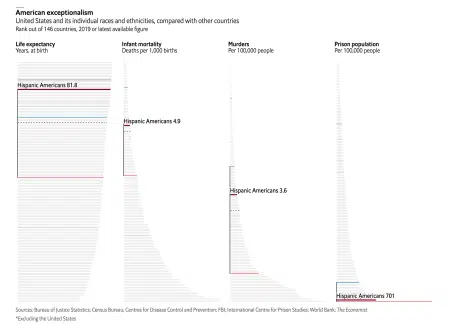 American exceptionalism
United States and its individual races and ethnicities, compared with other countries
Rank out of 146 countries, 2019 or latest available figure
Life expectancy
Years, at birth
Infant mortality
Deaths per 1,000 births
Murders
Per 100,000 people
Prison population
Per 100,000 people
Hispanic Americans 81.8
Hispanic Americans 4.9
Hispanic Americans 3.6
Hispanic Americans 701
Sources: Bureau of Justice Statistics; Census Bureau; Centres for Disease Control and Prevention; FBI; International Centre for Prison Studies; World Bank; The Economist
*Excluding the United States